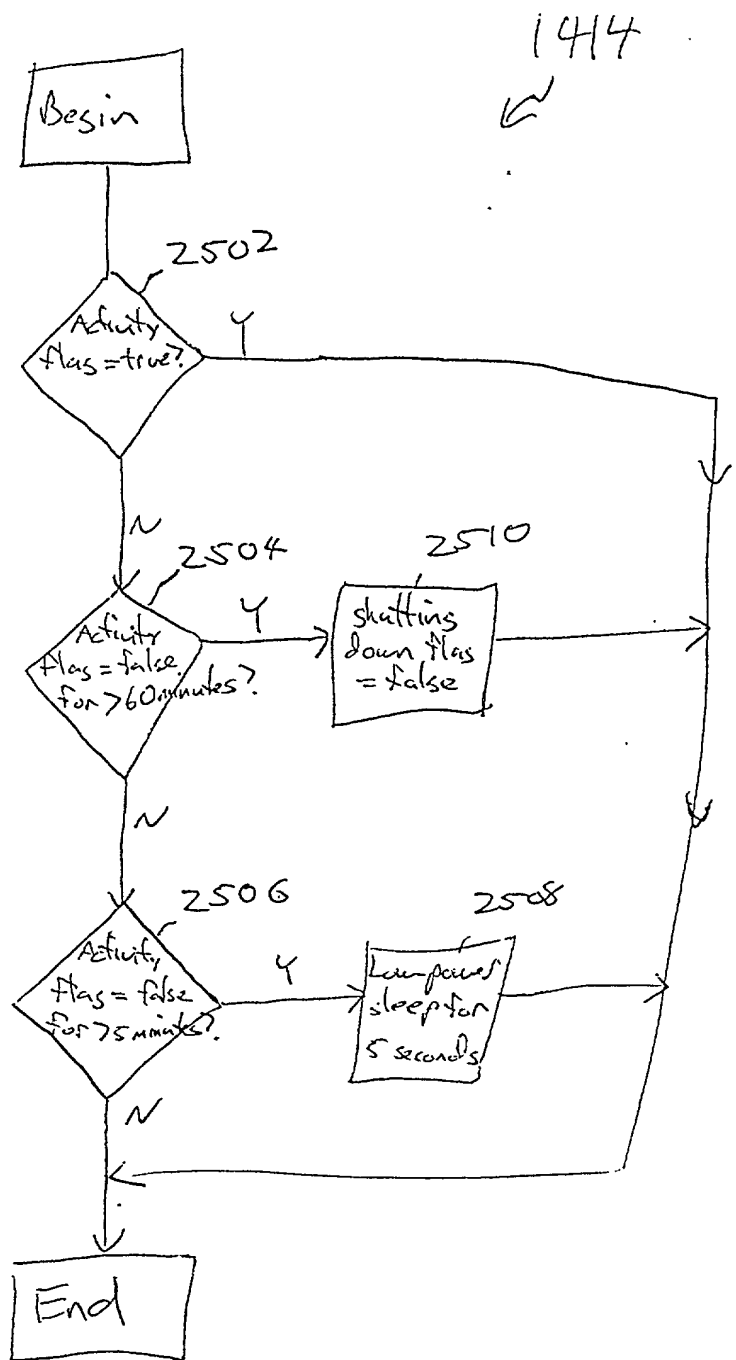 1414
Begin
2502
Activity
flag = true?
Y
N
2504
2510
Activity
flag = false
for >60 minutes?
Y
shutting
down flag
= false
N
2506
2508
Activity
flag = false
for >5 minutes?
Y
Low power
sleep for
5 seconds
N
End